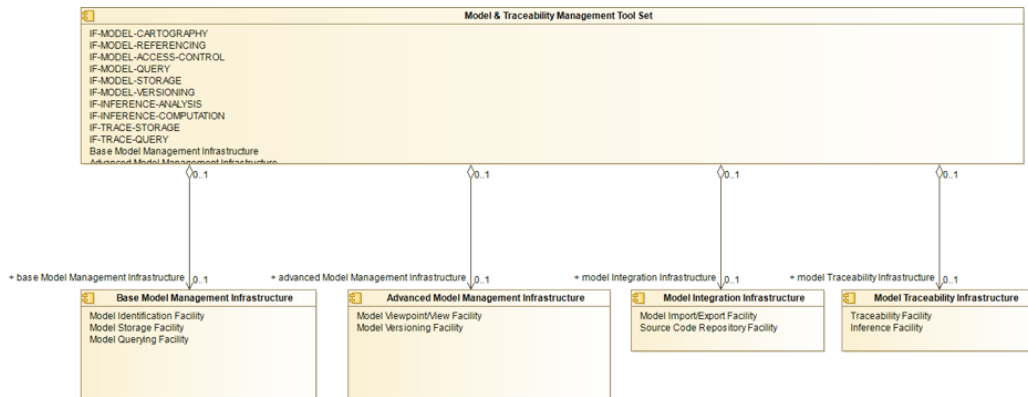 Model & Traceability Management Tool Set
IF-MODEL-CARTOGRAPHY
IF-MODEL-REFERENCING
IF-MODEL-ACCESS-CONTROL
IF-MODEL-QUERY
IF-MODEL-STORAGE
IF-MODEL-VERSIONING
IF-INFERENCE-ANALYSIS
IF-INFERENCE-COMPUTATION
IF-TRACE-STORAGE
IF-TRACE-QUERY
Base Model Management Infrastructure
Advanced Model Management Infrastructure
0..1
0..1
0..1
0..1
+ base Model Management Infrastructure
0..1
+ advanced Model Management Infrastructure
0..1
+ model Integration Infrastructure
0..1
+ model Traceability Infrastructure
0..1
Base Model Management Infrastructure
Model Identification Facility
Model Storage Facility
Model Querying Facility
Advanced Model Management Infrastructure
Model Viewpoint/View Facility
Model Versioning Facility
Model Integration Infrastructure
Model Import/Export Facility
Source Code Repository Facility
Model Traceability Infrastructure
Traceability Facility
Inference Facility